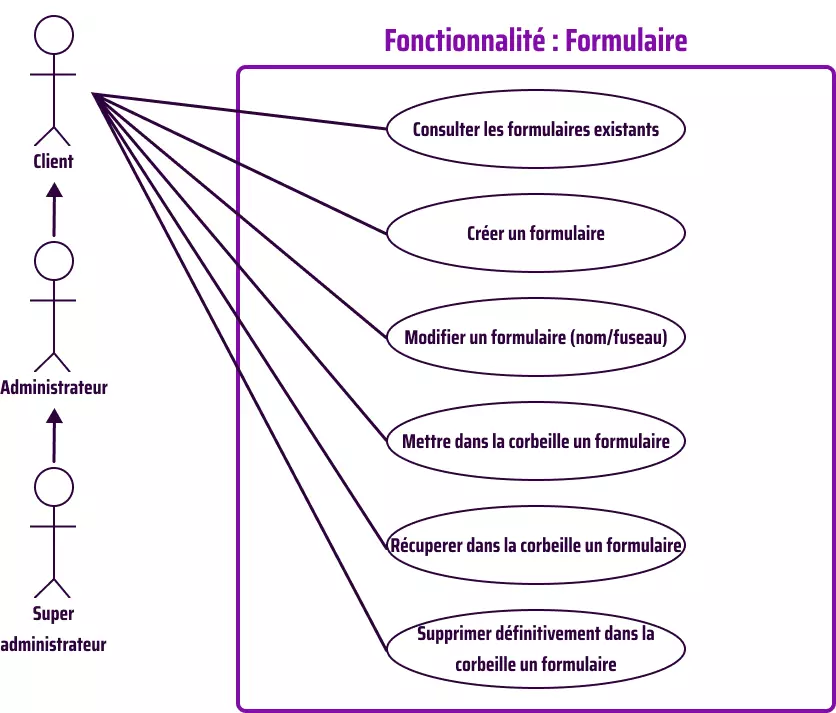 Fonctionnalité : Formulaire
Client
Administrateur
Super
administrateur
Consulter les formulaires existants
Créer un formulaire
Modifier un formulaire (nom/fuseau)
Mettre dans la corbeille un formulaire
Récuperer dans la corbeille un formulaire
Supprimer définitivement dans la
corbeille un formulaire